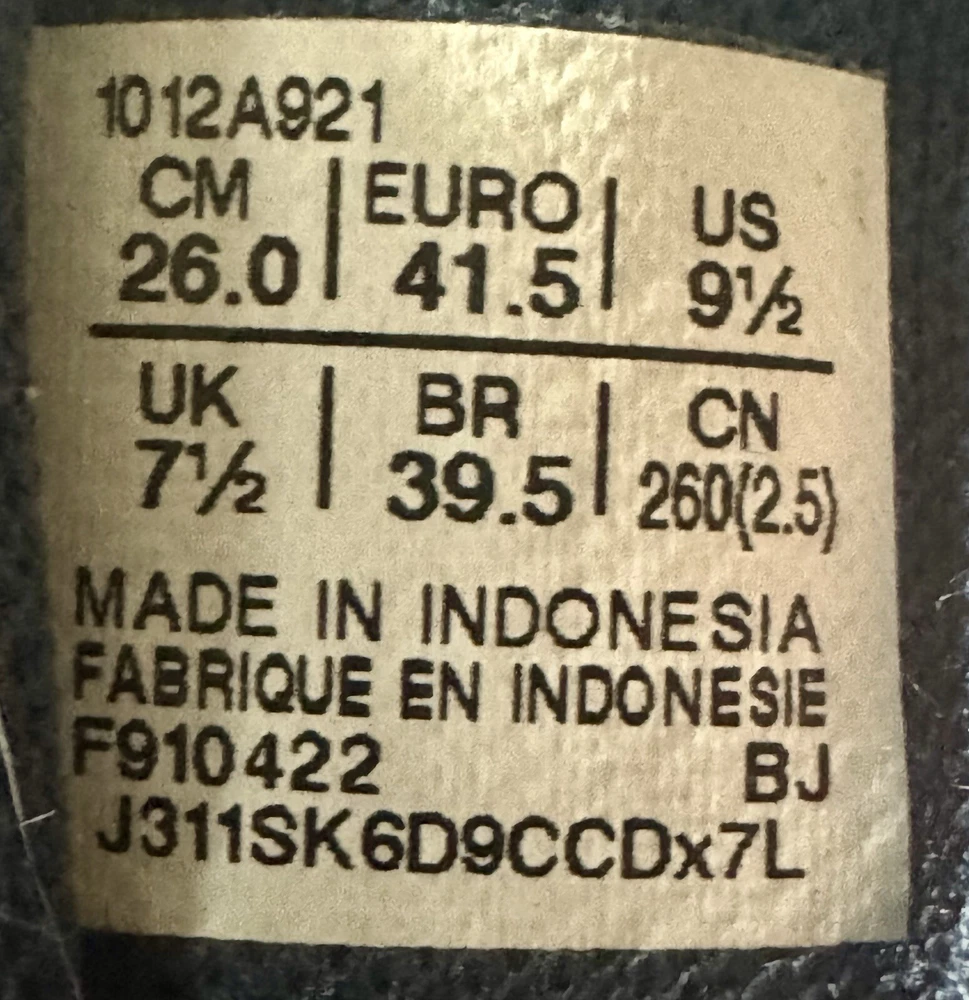 1012A921
CM | EURO | US
26.0 | 41.5 | 9½
UK | BR | CN
7½ | 39.5 | 260(2.5)
MADE IN INDONESIA
FABRIQUE EN INDONESIE
F910422 BJ
J311SK6D9CCDx7L